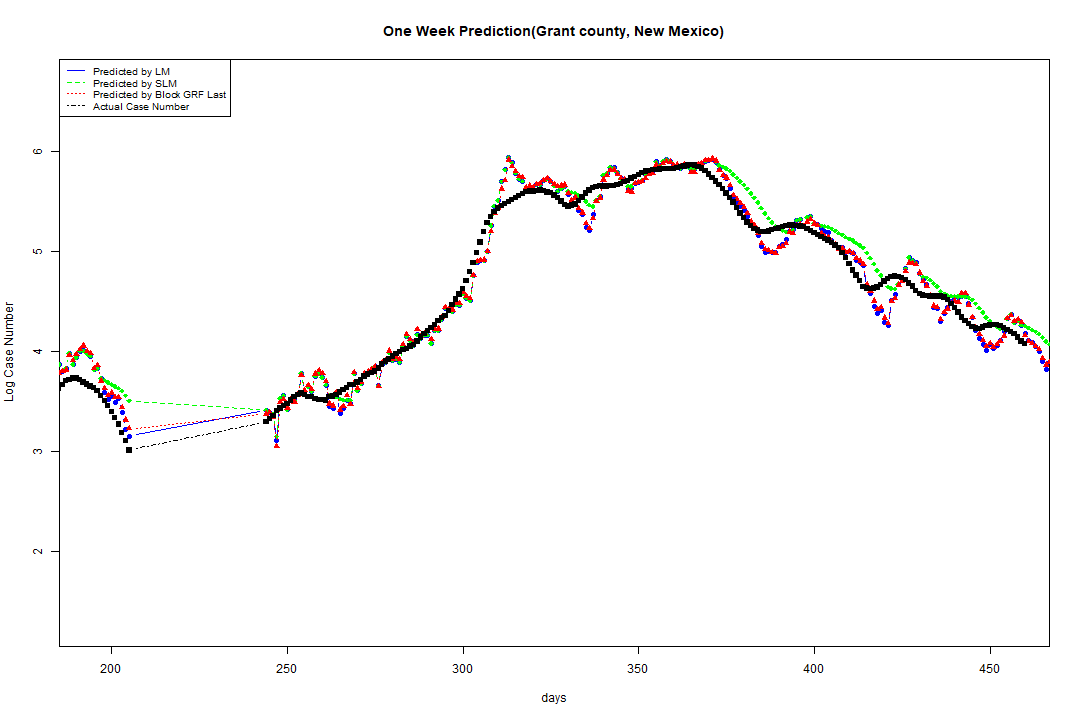 One Week Prediction(Grant county, New Mexico)
Predicted by LM
Predicted by SLM
Predicted by Block GRF Last
Actual Case Number
6
5
4
3
2
Log Case Number
200 250 300 350 400 450
days